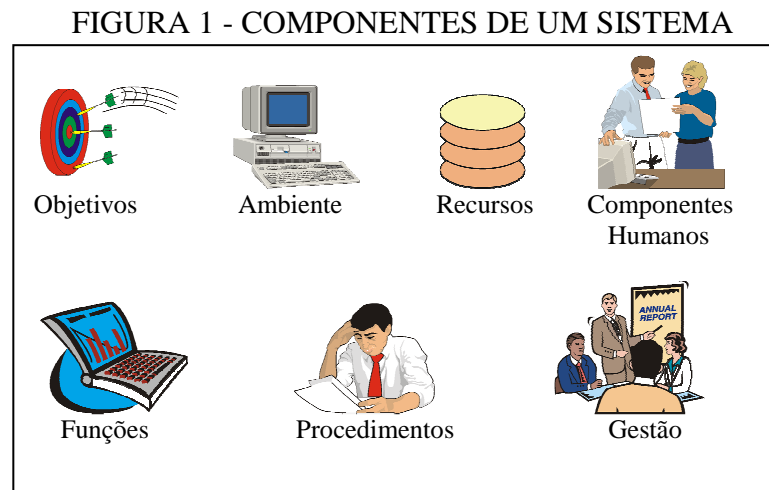 FIGURA 1 - COMPONENTES DE UM SISTEMA
Objetivos
Ambiente
Recursos
Componentes
Humanos
ANNUAL
REPORT
Funções
Procedimentos
Gestão